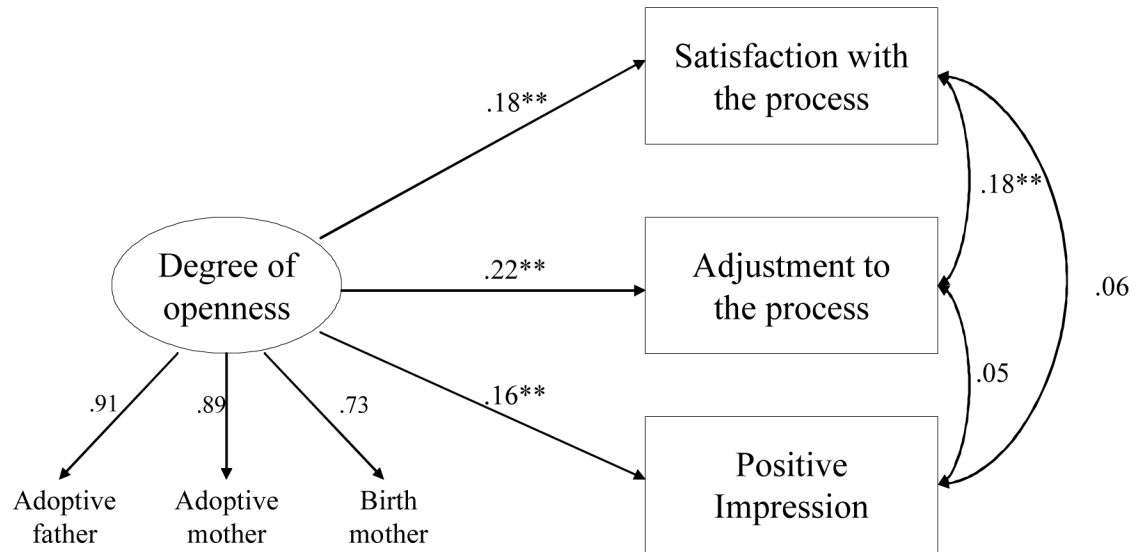 Satisfaction with
the process
.18**
.18**
Degree of
openness
.22**
Adjustment to
the process
.06
.05
.16**
.91
.89
.73
Positive
Impression
Adoptive
father
Adoptive
mother
Birth
mother